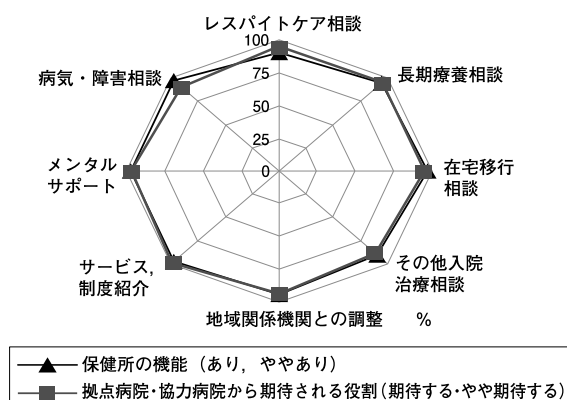 レスパイトケア相談
100
病気・障害相談
75
長期療養相談
50
25
メンタル
サポート
0
在宅移行
相談
サービス,
制度紹介
その他入院
治療相談
地域関係機関との調整 %
保健所の機能（あり，ややあり）
拠点病院・協力病院から期待される役割（期待する・やや期待する）